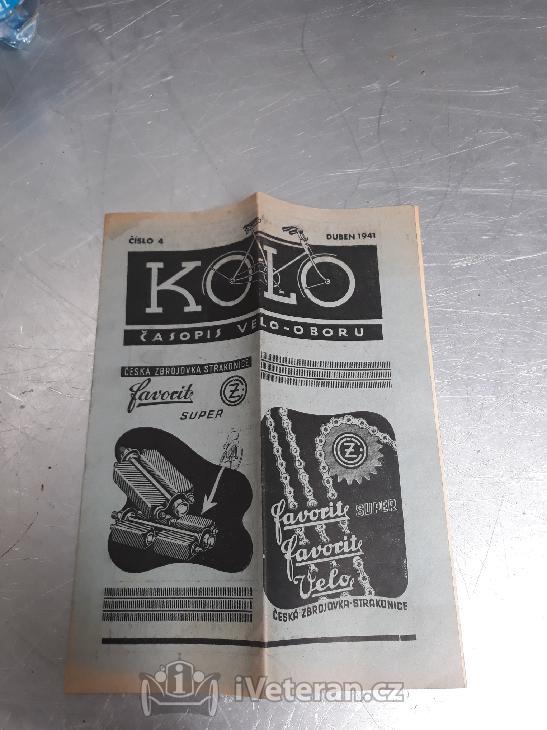 ČÍSLO 4
DUBEN 1941
KOLO
ČASOPIS VELO-OBORU
ČESKÁ ZBROJOVKA STRAKONICE
favorit
SUPER
ČZ
ČZ
favorit SUPER
favorit
Velo
ČESKÁ ZBROJOVKA-STRAKONICE
iVeteran.cz